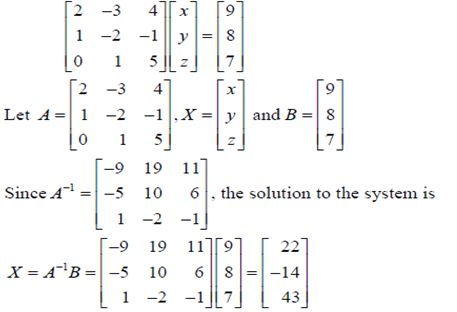 [2 −3 4; 1 −2 −1; 0 1 5] [x; y; z] = [9; 8; 7]
Let A = [2 −3 4; 1 −2 −1; 0 1 5], X = [x; y; z] and B = [9; 8; 7]
Since A⁻¹ = [−9 19 11; −5 10 6; 1 −2 −1], the solution to the system is
X = A⁻¹B = [−9 19 11; −5 10 6; 1 −2 −1] [9; 8; 7] = [22; −14; 43]